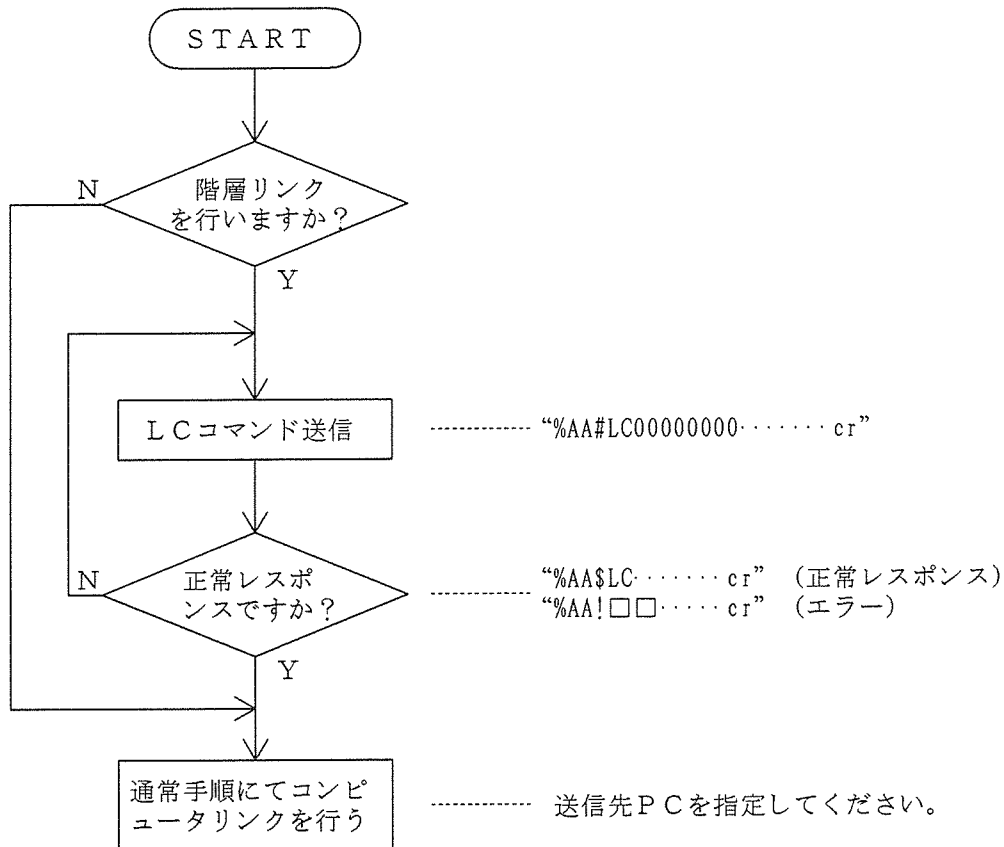 ＳＴＡＲＴ
階層リンク
を行いますか？
N
Y
ＬＣコマンド送信
“%AA#LC00000000‥‥‥‥cr”
正常レスポ
ンスですか？
N
“%AA$LC‥‥‥‥cr” (正常レスポンス)
“%AA!□□‥‥‥cr” (エラー)
Y
通常手順にてコンピ
ュータリンクを行う
送信先ＰＣを指定してください。